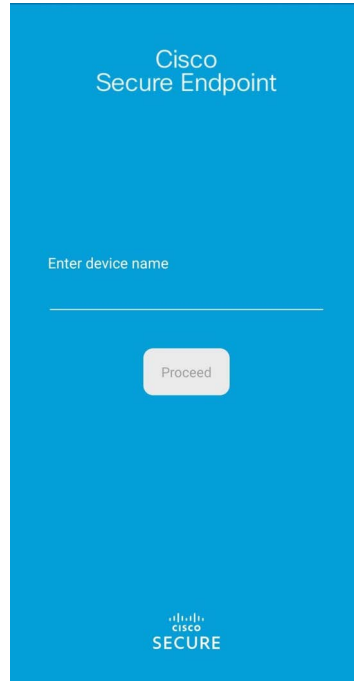 Cisco
Secure Endpoint
Enter device name
Proceed
CISCO
SECURE